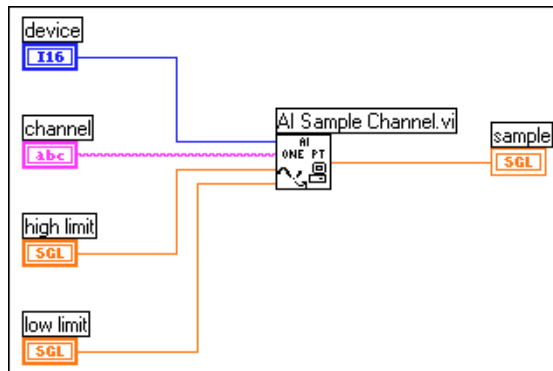 device
I16
channel
abc
high limit
SGL
low limit
SGL
AI Sample Channel.vi
AI
ONE PT
sample
SGL